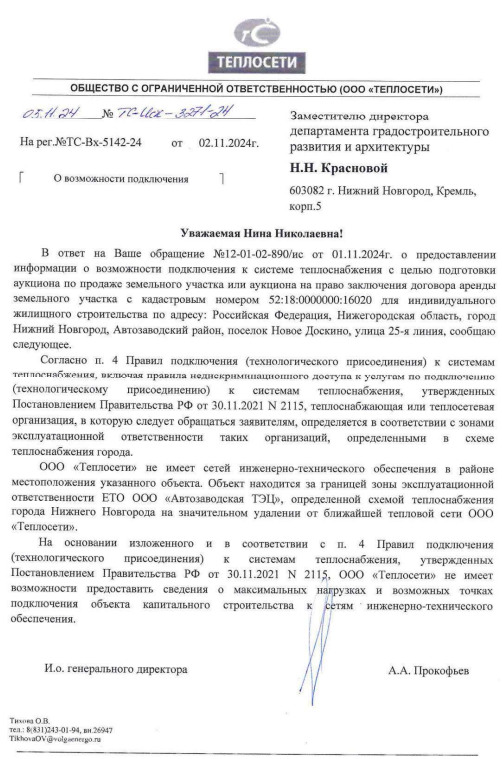 ТЕПЛОСЕТИ
ОБЩЕСТВО С ОГРАНИЧЕННОЙ ОТВЕТСТВЕННОСТЬЮ (ООО «ТЕПЛОСЕТИ»)
05.11.24 № ТС-Исх-3271-24
На рег.№ТС-Вх-5142-24 от 02.11.2024г.
О возможности подключения
Заместителю директора
департамента градостроительного
развития и архитектуры
Н.Н. Красновой
603082 г. Нижний Новгород, Кремль,
корп.5
Уважаемая Нина Николаевна!
В ответ на Ваше обращение №12-01-02-890/ис от 01.11.2024г. о предоставлении
информации о возможности подключения к системе теплоснабжения с целью подготовки
аукциона по продаже земельного участка или аукциона на право заключения договора аренды
земельного участка с кадастровым номером 52:18:0000000:16020 для индивидуального
жилищного строительства по адресу: Российская Федерация, Нижегородская область, город
Нижний Новгород, Автозаводский район, поселок Новое Доскино, улица 25-я линия, сообщаю
следующее.
Согласно п. 4 Правил подключения (технологического присоединения) к системам
теплоснабжения, включая правила недискриминационного доступа к услугам по подключению
(технологическому присоединению) к системам теплоснабжения, утвержденных
Постановлением Правительства РФ от 30.11.2021 N 2115, теплоснабжающая или теплосетевая
организация, в которую следует обращаться заявителям, определяется в соответствии с зонами
эксплуатационной ответственности таких организаций, определенными в схеме
теплоснабжения города.
ООО «Теплосети» не имеет сетей инженерно-технического обеспечения в районе
местоположения указанного объекта. Объект находится за границей зоны эксплуатационной
ответственности ЕТО ООО «Автозаводская ТЭЦ», определенной схемой теплоснабжения
города Нижнего Новгорода на значительном удалении от ближайшей тепловой сети ООО
«Теплосети».
На основании изложенного и в соответствии с п. 4 Правил подключения
(технологического присоединения) к системам теплоснабжения, утвержденных
Постановлением Правительства РФ от 30.11.2021 N 2115, ООО «Теплосети» не имеет
возможности предоставить сведения о максимальных нагрузках и возможных точках
подключения объекта капитального строительства к сетям инженерно-технического
обеспечения.
И.о. генерального директора А.А. Прокофьев
Тихова О.В.
тел.: 8(831)243-01-94, вн.26947
TikhovaOV@volgaenergo.ru